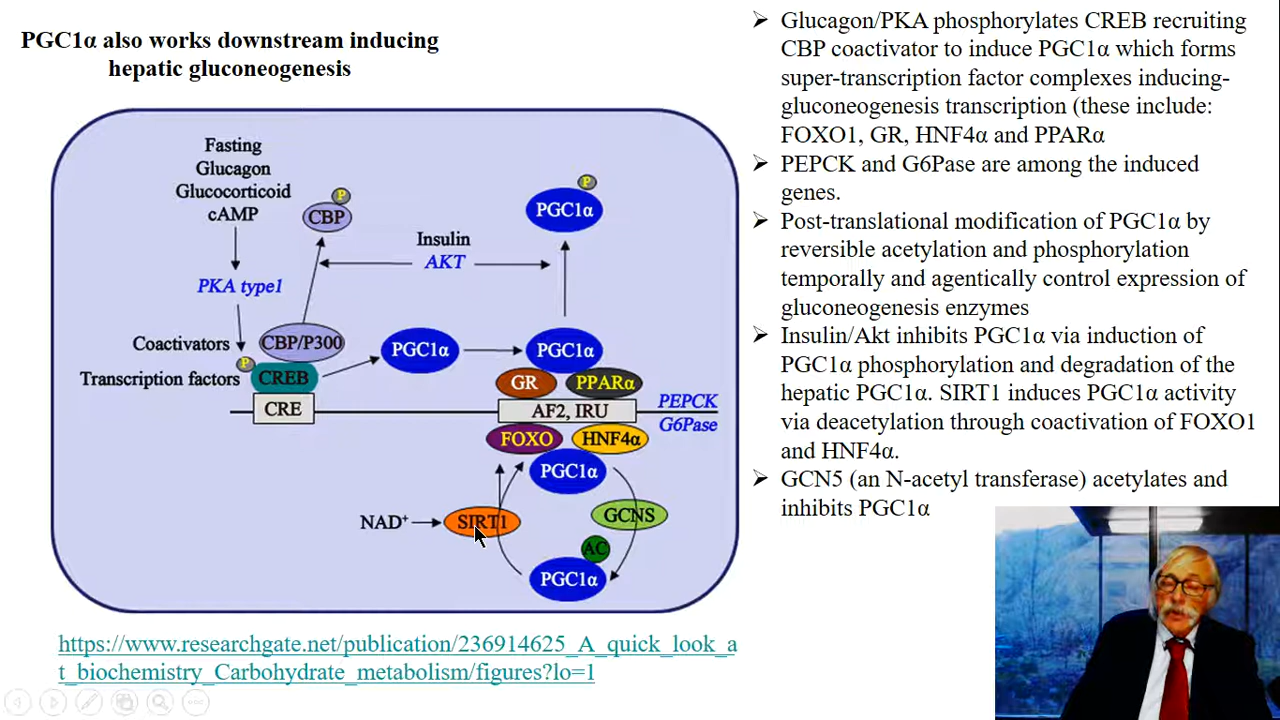 PGC1α also works downstream inducing
hepatic gluconeogenesis
Fasting
Glucagon
Glucocorticoid
cAMP
PKA type1
Coactivators
Transcription factors
P
CBP
P
CBP/P300
CREB
CRE
Insulin
AKT
P
PGC1α
PGC1α
PGC1α
GR
PPARα
AF2, IRU
PEPCK
G6Pase
FOXO
HNF4α
PGC1α
NAD+
SIRT1
GCNS
AC
PGC1α
https://www.researchgate.net/publication/236914625_A_quick_look_a
t_biochemistry_Carbohydrate_metabolism/figures?lo=1
➢ Glucagon/PKA phosphorylates CREB recruiting
CBP coactivator to induce PGC1α which forms
super-transcription factor complexes inducing-
gluconeogenesis transcription (these include:
FOXO1, GR, HNF4α and PPARα
➢ PEPCK and G6Pase are among the induced
genes.
➢ Post-translational modification of PGC1α by
reversible acetylation and phosphorylation
temporally and agentically control expression of
gluconeogenesis enzymes
➢ Insulin/Akt inhibits PGC1α via induction of
PGC1α phosphorylation and degradation of the
hepatic PGC1α. SIRT1 induces PGC1α activity
via deacetylation through coactivation of FOXO1
and HNF4α.
➢ GCN5 (an N-acetyl transferase) acetylates and
inhibits PGC1α